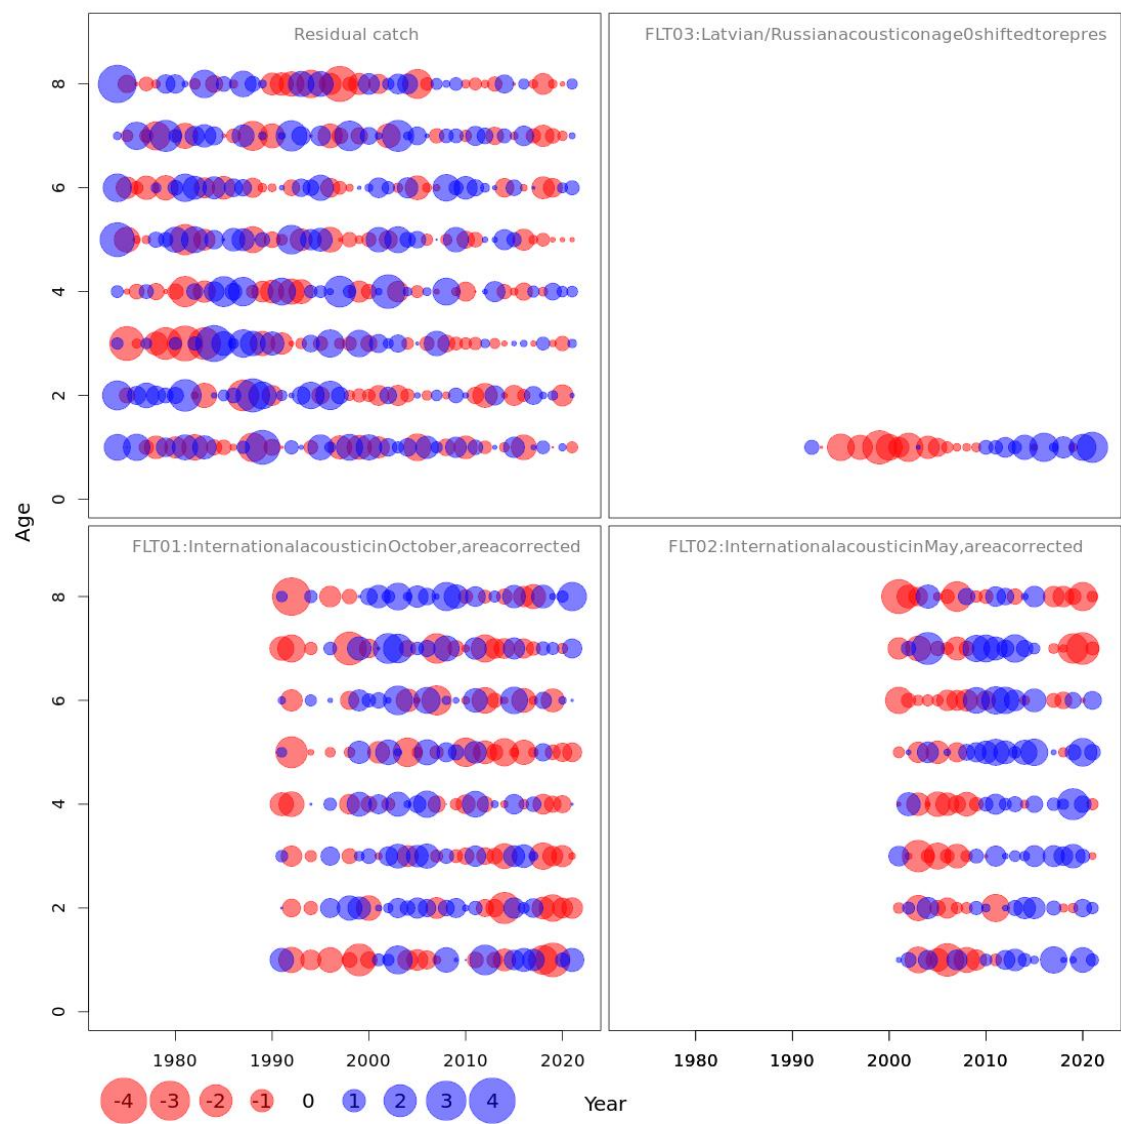 Residual catch
FLT03:Latvian/Russianacousticonage0shiftedtorepres
8
6
4
2
0
Age
FLT01:InternationalacousticinOctober,areacorrected
FLT02:InternationalacousticinMay,areacorrected
8
6
4
2
0
1980 1990 2000 2010 2020
1980 1990 2000 2010 2020
-4 -3 -2 -1 0 1 2 3 4
Year